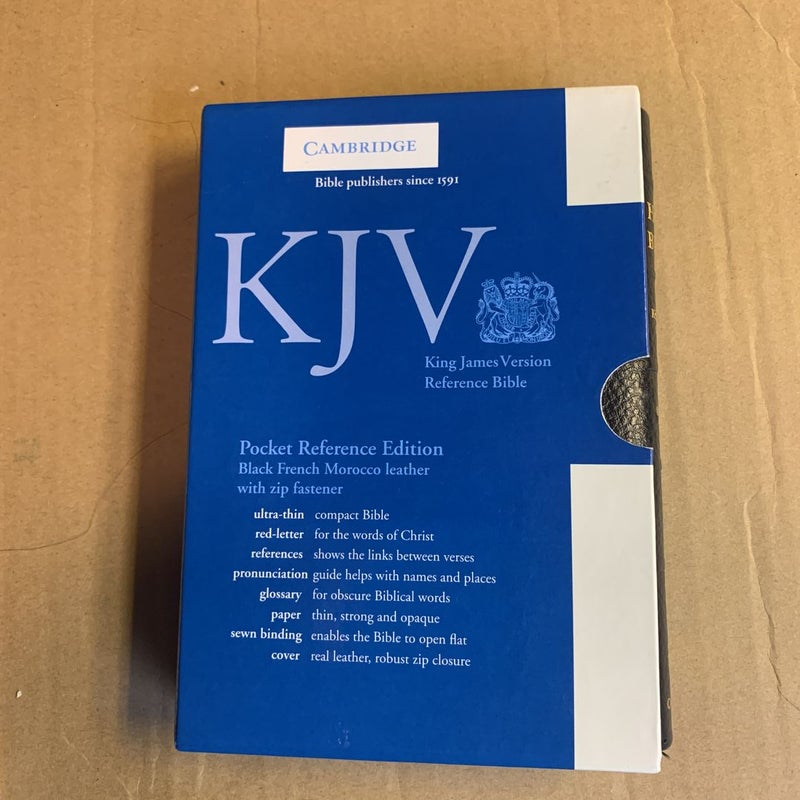 CAMBRIDGE
Bible publishers since 1591
KJV
King James Version
Reference Bible
Pocket Reference Edition
Black French Morocco leather
with zip fastener
ultra-thin compact Bible
red-letter for the words of Christ
references shows the links between verses
pronunciation guide helps with names and places
glossary for obscure Biblical words
paper thin, strong and opaque
sewn binding enables the Bible to open flat
cover real leather, robust zip closure